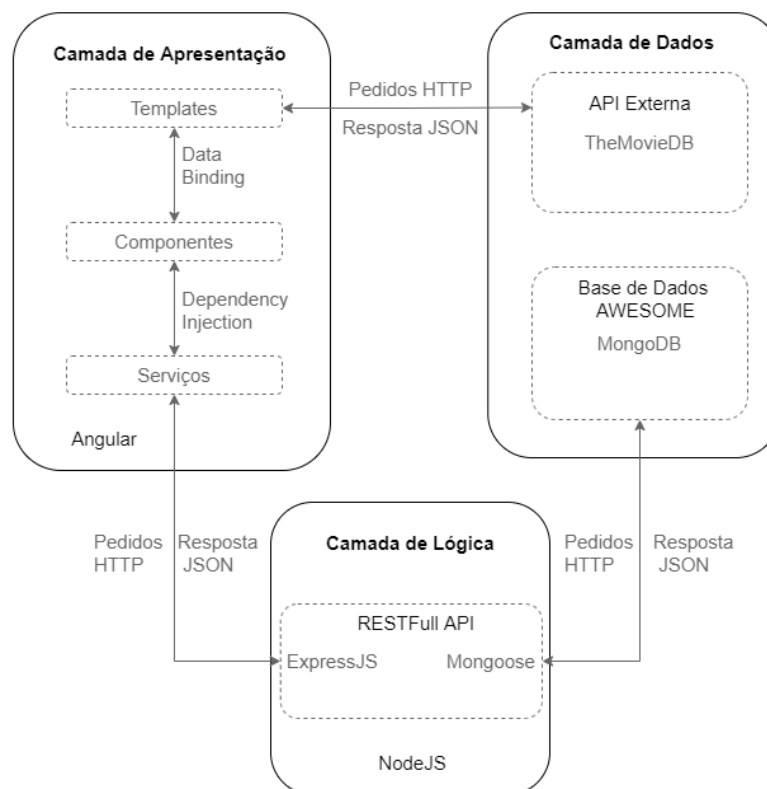 Camada de Apresentação
Templates
Data
Binding
Componentes
Dependency
Injection
Serviços
Angular
Pedidos HTTP
Resposta JSON
Camada de Dados
API Externa
TheMovieDB
Base de Dados
AWESOME
MongoDB
Pedidos
HTTP
Resposta
JSON
Camada de Lógica
RESTFull API
ExpressJS
Mongoose
NodeJS
Pedidos
HTTP
Resposta
JSON